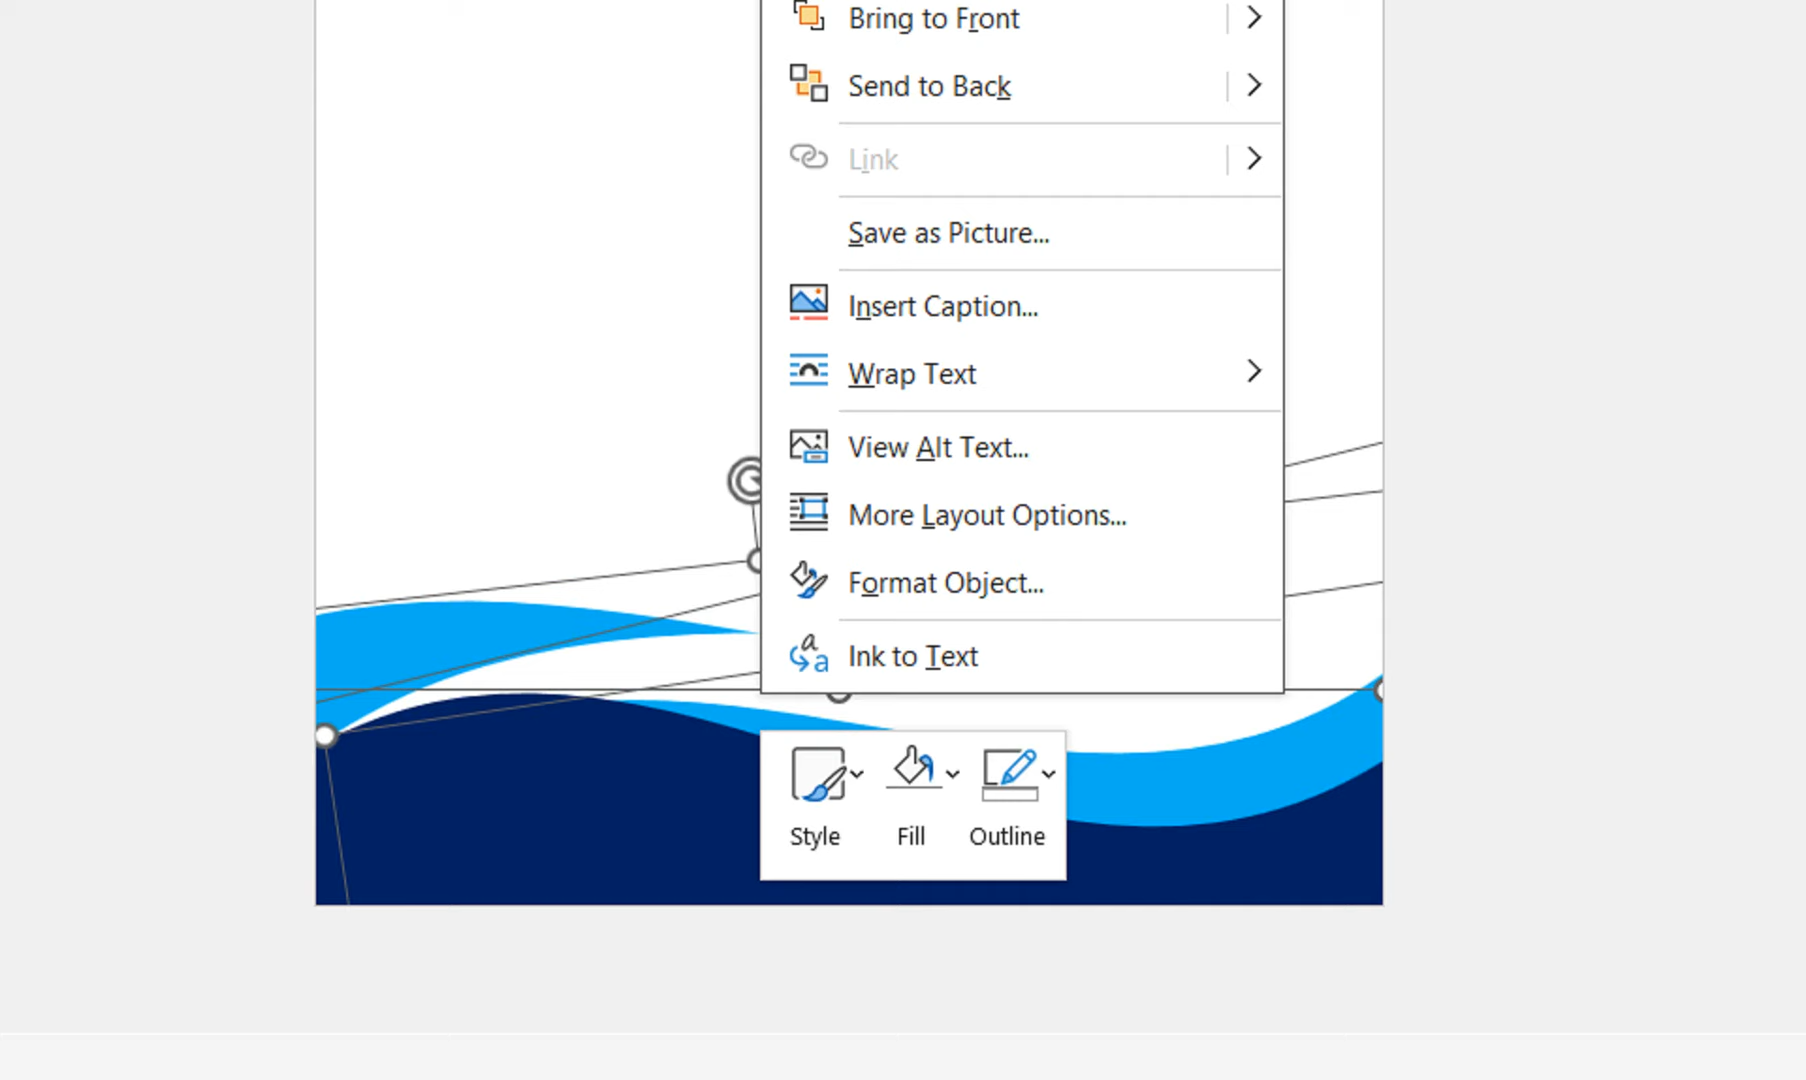 Bring to Front
Send to Back
Link
Save as Picture...
Insert Caption...
Wrap Text
View Alt Text...
More Layout Options...
Format Object...
Ink to Text
Style Fill Outline